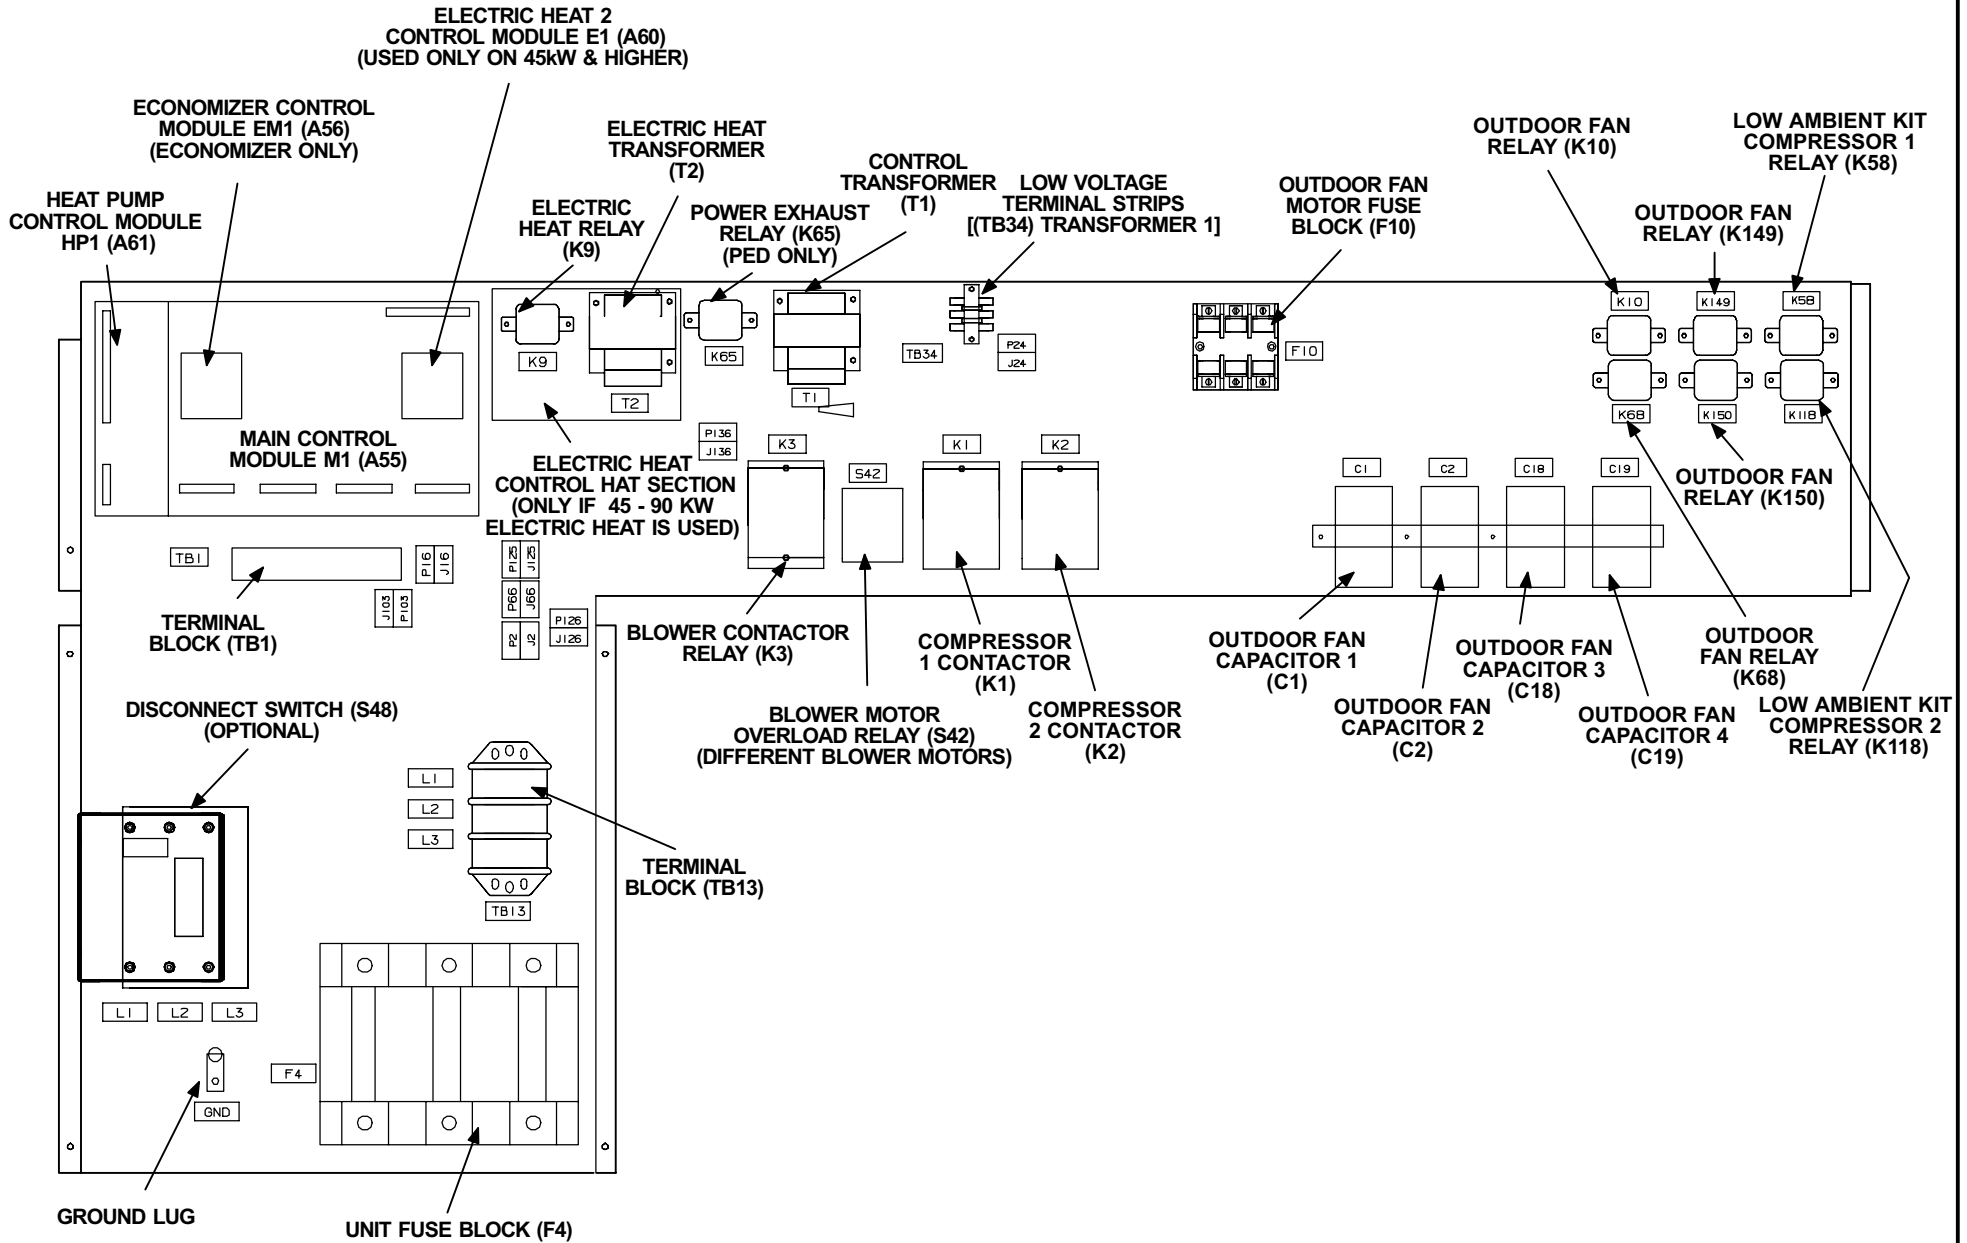 ELECTRIC HEAT 2
CONTROL MODULE E1 (A60)
(USED ONLY ON 45kW & HIGHER)
ECONOMIZER CONTROL
MODULE EM1 (A56)
(ECONOMIZER ONLY)
HEAT PUMP
CONTROL MODULE
HP1 (A61)
ELECTRIC HEAT
TRANSFORMER
(T2)
ELECTRIC
HEAT RELAY
(K9)
POWER EXHAUST
RELAY (K65)
(PED ONLY)
CONTROL
TRANSFORMER
(T1)
LOW VOLTAGE
TERMINAL STRIPS
[(TB34) TRANSFORMER 1]
OUTDOOR FAN
MOTOR FUSE
BLOCK (F10)
OUTDOOR FAN
RELAY (K10)
OUTDOOR FAN
RELAY (K149)
LOW AMBIENT KIT
COMPRESSOR 1
RELAY (K58)
K9
T2
K65
T1
TB34
P24
J24
F10
K10
K149
K58
K68
K150
K118
MAIN CONTROL
MODULE M1 (A55)
ELECTRIC HEAT
CONTROL HAT SECTION
(ONLY IF 45 - 90 KW
ELECTRIC HEAT IS USED)
P136
J136
K3
S42
K1
K2
C1
C2
C18
C19
OUTDOOR FAN
RELAY (K150)
TB1
P16
J16
J103
P103
P125
J125
P66
J66
P2
J2
P126
J126
TERMINAL
BLOCK (TB1)
BLOWER CONTACTOR
RELAY (K3)
BLOWER MOTOR
OVERLOAD RELAY (S42)
(DIFFERENT BLOWER MOTORS)
COMPRESSOR
1 CONTACTOR
(K1)
COMPRESSOR
2 CONTACTOR
(K2)
OUTDOOR FAN
CAPACITOR 1
(C1)
OUTDOOR FAN
CAPACITOR 2
(C2)
OUTDOOR FAN
CAPACITOR 3
(C18)
OUTDOOR FAN
CAPACITOR 4
(C19)
OUTDOOR
FAN RELAY
(K68)
LOW AMBIENT KIT
COMPRESSOR 2
RELAY (K118)
DISCONNECT SWITCH (S48)
(OPTIONAL)
L1
L2
L3
TERMINAL
BLOCK (TB13)
TB13
L1
L2
L3
F4
GND
GROUND LUG
UNIT FUSE BLOCK (F4)